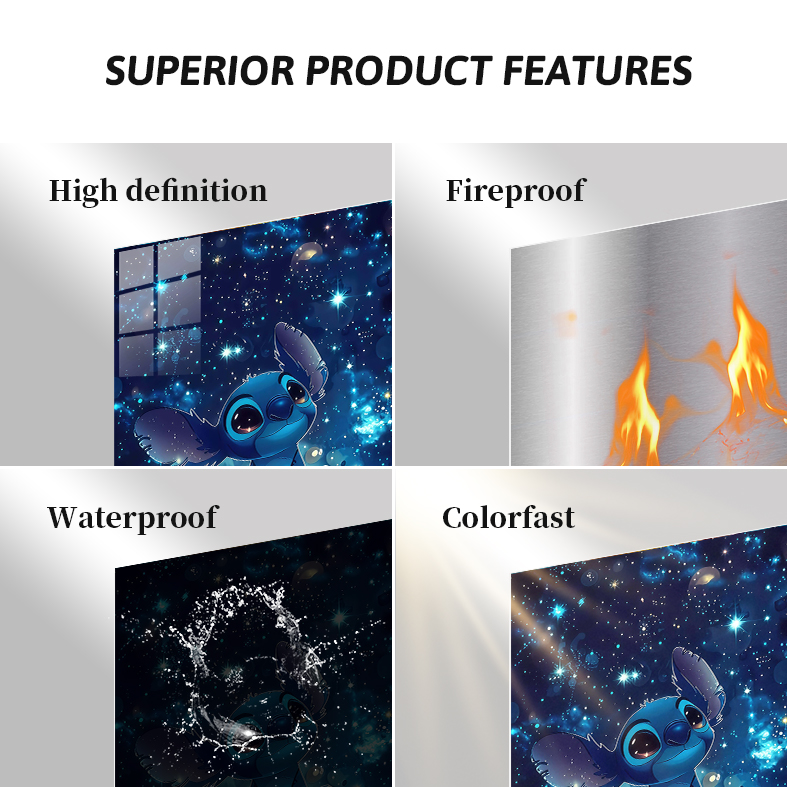 SUPERIOR PRODUCT FEATURES
High definition
Fireproof
Waterproof
Colorfast